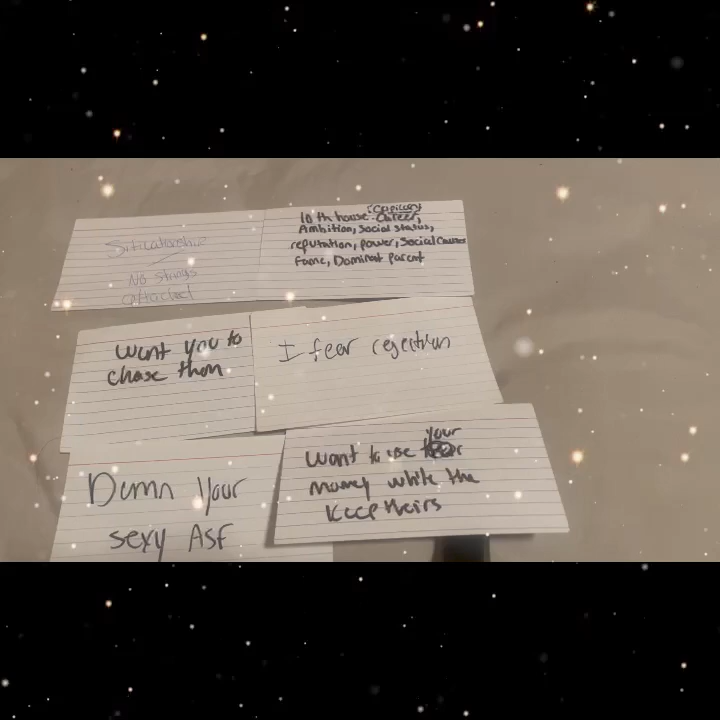 Situationship
No strings
attached
(Capricorn)
10th house - Career,
Ambition, Social status,
reputation, power, Social Causes
Fame, Dominant Parent
Want you to
chase them
I fear rejection
Damn Your
sexy Asf
your
Want to use
money while the
Keep theirs